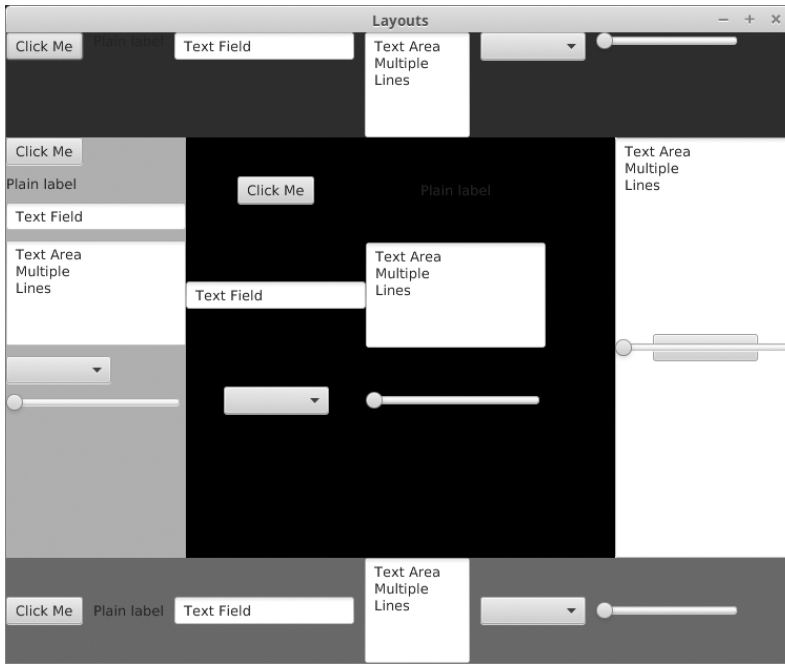 Layouts
Click Me
Plain label
Text Field
Text Area
Multiple
Lines
Click Me
Plain label
Text Field
Text Area
Multiple
Lines
Click Me
Plain label
Text Field
Text Area
Multiple
Lines
Text Area
Multiple
Lines
Click Me
Plain label
Text Field
Text Area
Multiple
Lines